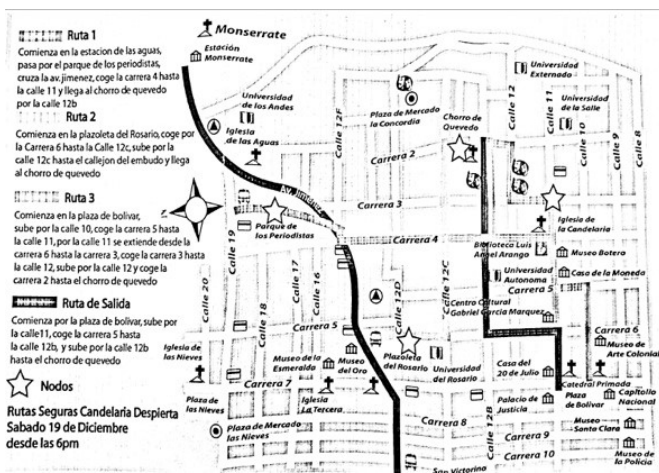 Ruta 1
Comienza en la estacion de las aguas,
pasa por el parque de los periodistas,
cruza la av.jimenez, coge la carrera 4 hasta
la calle 11 y llega al chorro de quevedo
por la calle 12b
Ruta 2
Comienza en la plazoleta del Rosario, coge por
la Carrera 6 hasta la Calle 12c, sube por la calle
12c hasta el callejon del embudo y llega
al chorro de quevedo
Ruta 3
Comienza en la plaza de bolivar,
sube por la calle 10, coge la carrera 5 hasta
la calle 11, por la calle 11 se extiende desde la
carrera 6 hasta la carrera 3, coge la carrera 3 hasta
la calle 12, sube por la calle 12 y coge la
carrera 2 hasta el chorro de quevedo
Ruta de Salida
Comienza por la plaza de bolivar, sube por
la calle11, coge la carrera 5 hasta
la calle 12b, y sube por la calle 12b
hasta el chorro de quevedo
Nodos
Rutas Seguras Candelaria Despierta
Sabado 19 de Diciembre
desde las 6pm
Monserrate
Estación
Monserrate
Universidad
de los Andes
Iglesia
de las Aguas
Calle 12F
Plaza de Mercado
la Concordia
Chorro de
Quevedo
Calle 12
Universidad
Externado
Calle 11
Universidad
de la Salle
Calle 10
Calle 9
Calle 8
Carrera 2
Av. Jimenez
Carrera 3
Parque de
los Periodistas
Carrera 4
Iglesia de
la Candelaria
Biblioteca Luis
Angel Arango
Museo Botero
Casa de la Moneda
Universidad
Autonoma
Carrera 5
Centro Cultural
Gabriel Garcia Marquez
Calle 19
Calle 20
Calle 18
Calle 17
Calle 16
Calle 12D
Calle 12C
Carrera 5
Carrera 6
Museo de
Arte Colonial
Iglesia de
las Nieves
Museo de la
Esmeralda
Museo
del Oro
Plazoleta
del Rosario
Universidad
del Rosario
Casa del
20 de Julio
Catedral Primada
Carrera 7
Plaza de
las Nieves
Iglesia
La Tercera
Calle 12B
Palacio de
Justicia
Plaza
de Bolivar
Capitolio
Nacional
Carrera 8
Museo
Santa Clara
Plaza de Mercado
las Nieves
Carrera 9
Carrera 10
Museo de
la Policia
San Victorino